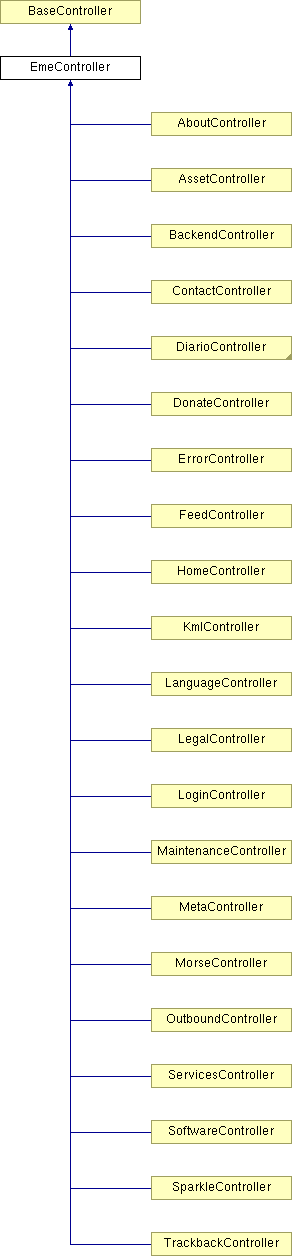 BaseController
EmeController
AboutController
AssetController
BackendController
ContactController
DiarioController
DonateController
ErrorController
FeedController
HomeController
KmlController
LanguageController
LegalController
LoginController
MaintenanceController
MetaController
MorseController
OutboundController
ServicesController
SoftwareController
SparkleController
TrackbackController